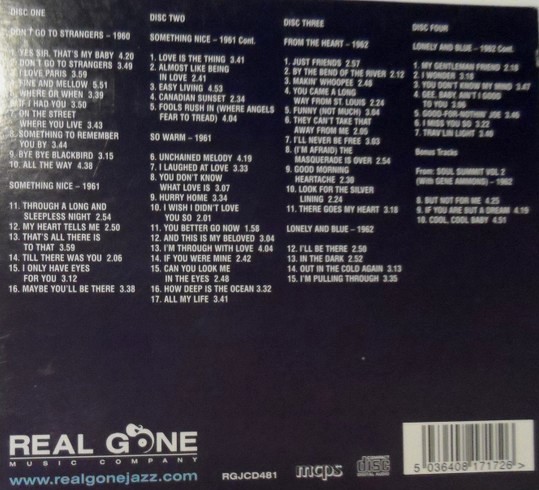 DISC ONE
DON'T GO TO STRANGERS – 1960
1. YES SIR, THAT'S MY BABY 4.20
2. DON'T GO TO STRANGERS 3.49
3. I LOVE PARIS 3.59
4. FINE AND MELLOW 5.51
5. WHERE OR WHEN 3.39
6. IF I HAD YOU 3.50
7. ON THE STREET
WHERE YOU LIVE 3.43
8. SOMETHING TO REMEMBER
YOU BY 3.44
9. BYE BYE BLACKBIRD 3.15
10. ALL THE WAY 4.38
SOMETHING NICE – 1961
11. THROUGH A LONG AND
SLEEPLESS NIGHT 2.54
12. MY HEART TELLS ME 2.50
13. THAT'S ALL THERE IS
TO THAT 3.59
14. TILL THERE WAS YOU 2.06
15. I ONLY HAVE EYES
FOR YOU 3.12
16. MAYBE YOU'LL BE THERE 3.38
DISC TWO
SOMETHING NICE – 1961 Cont.
1. LOVE IS THE THING 3.41
2. ALMOST LIKE BEING
IN LOVE 2.41
3. EASY LIVING 4.53
4. CANADIAN SUNSET 2.34
5. FOOLS RUSH IN (WHERE ANGELS
FEAR TO TREAD) 4.04
SO WARM – 1961
6. UNCHAINED MELODY 4.19
7. I LAUGHED AT LOVE 3.33
8. YOU DON'T KNOW
WHAT LOVE IS 3.07
9. HURRY HOME 3.34
10. I WISH I DIDN'T LOVE
YOU SO 2.01
11. YOU BETTER GO NOW 1.58
12. AND THIS IS MY BELOVED 3.04
13. I'M THROUGH WITH LOVE 4.04
14. IF YOU WERE MINE 2.42
15. CAN YOU LOOK ME
IN THE EYES 2.48
16. HOW DEEP IS THE OCEAN 3.32
17. ALL MY LIFE 3.41
DISC THREE
FROM THE HEART – 1962
1. JUST FRIENDS 2.57
2. BY THE BEND OF THE RIVER 2.12
3. MAKIN' WHOOPEE 2.48
4. YOU CAME A LONG
WAY FROM ST. LOUIS 2.24
5. FUNNY (NOT MUCH) 3.04
6. THEY CAN'T TAKE THAT
AWAY FROM ME 2.05
7. I'LL NEVER BE FREE 3.03
8. (I'M AFRAID) THE
MASQUERADE IS OVER 2.54
9. GOOD MORNING
HEARTACHE 2.38
10. LOOK FOR THE SILVER
LINING 2.24
11. THERE GOES MY HEART 3.18
LONELY AND BLUE – 1962
12. I'LL BE THERE 2.50
13. IN THE DARK 2.52
14. OUT IN THE COLD AGAIN 3.13
15. I'M PULLING THROUGH 3.35
DISC FOUR
LONELY AND BLUE – 1962 Cont.
1. MY GENTLEMAN FRIEND 2.18
2. I WONDER 3.18
3. YOU DON'T KNOW MY MIND 3.47
4. GEE, BABY AIN'T I GOOD
TO YOU 3.06
5. GOOD-FOR-NOTHIN' JOE 3.46
6. I MISS YOU SO 3.22
7. TRAV'LIN LIGHT 3.49
Bonus Tracks
From: SOUL SUMMIT VOL 2
(With GENE AMMONS) – 1962
8. BUT NOT FOR ME 4.25
9. IF YOU ARE BUT A DREAM 4.19
10. COOL, COOL BABY 4.51
REAL GONE
MUSIC COMPANY
www.realgonejazz.com
RGJCD481
mcps
disc
5 036408 171726 >